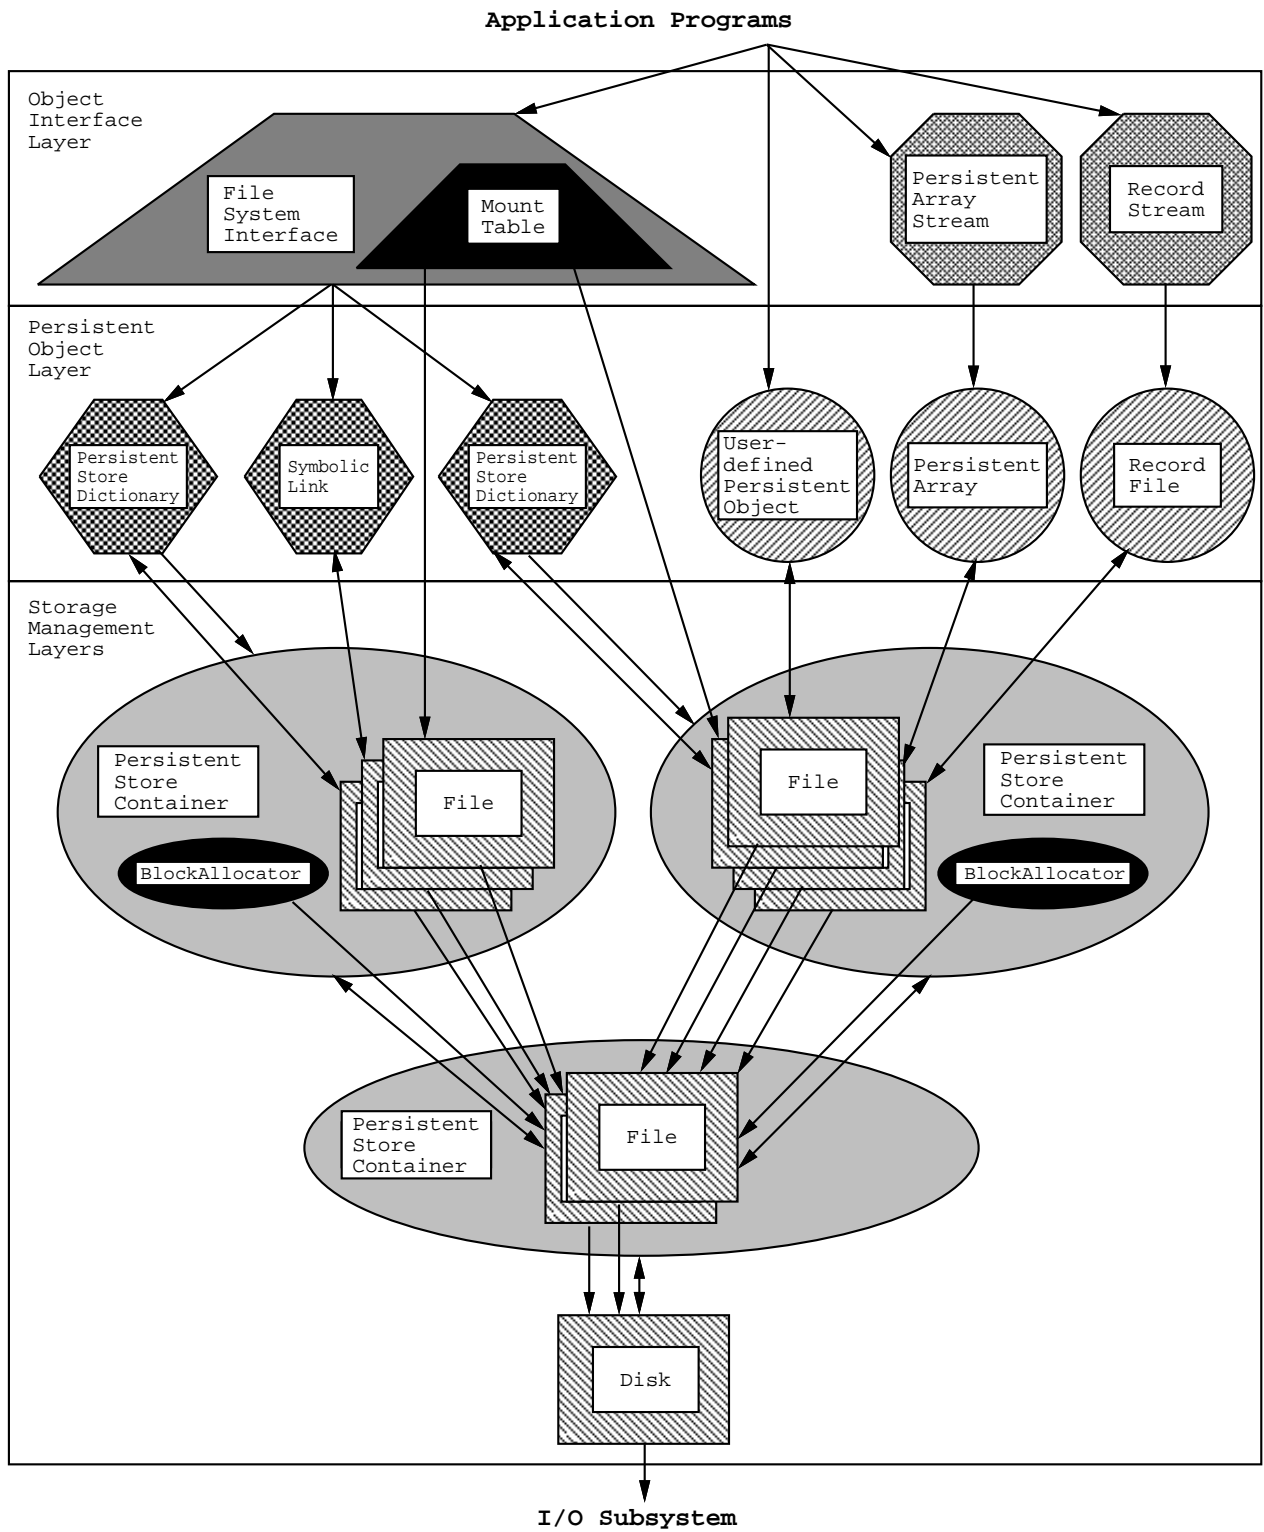 Application Programs
Object
Interface
Layer
File
System
Interface
Mount
Table
Persistent
Array
Stream
Record
Stream
Persistent
Object
Layer
Persistent
Store
Dictionary
Symbolic
Link
Persistent
Store
Dictionary
User-
defined
Persistent
Object
Persistent
Array
Record
File
Storage
Management
Layers
Persistent
Store
Container
BlockAllocator
File
File
Persistent
Store
Container
BlockAllocator
Persistent
Store
Container
File
Disk
I/O Subsystem